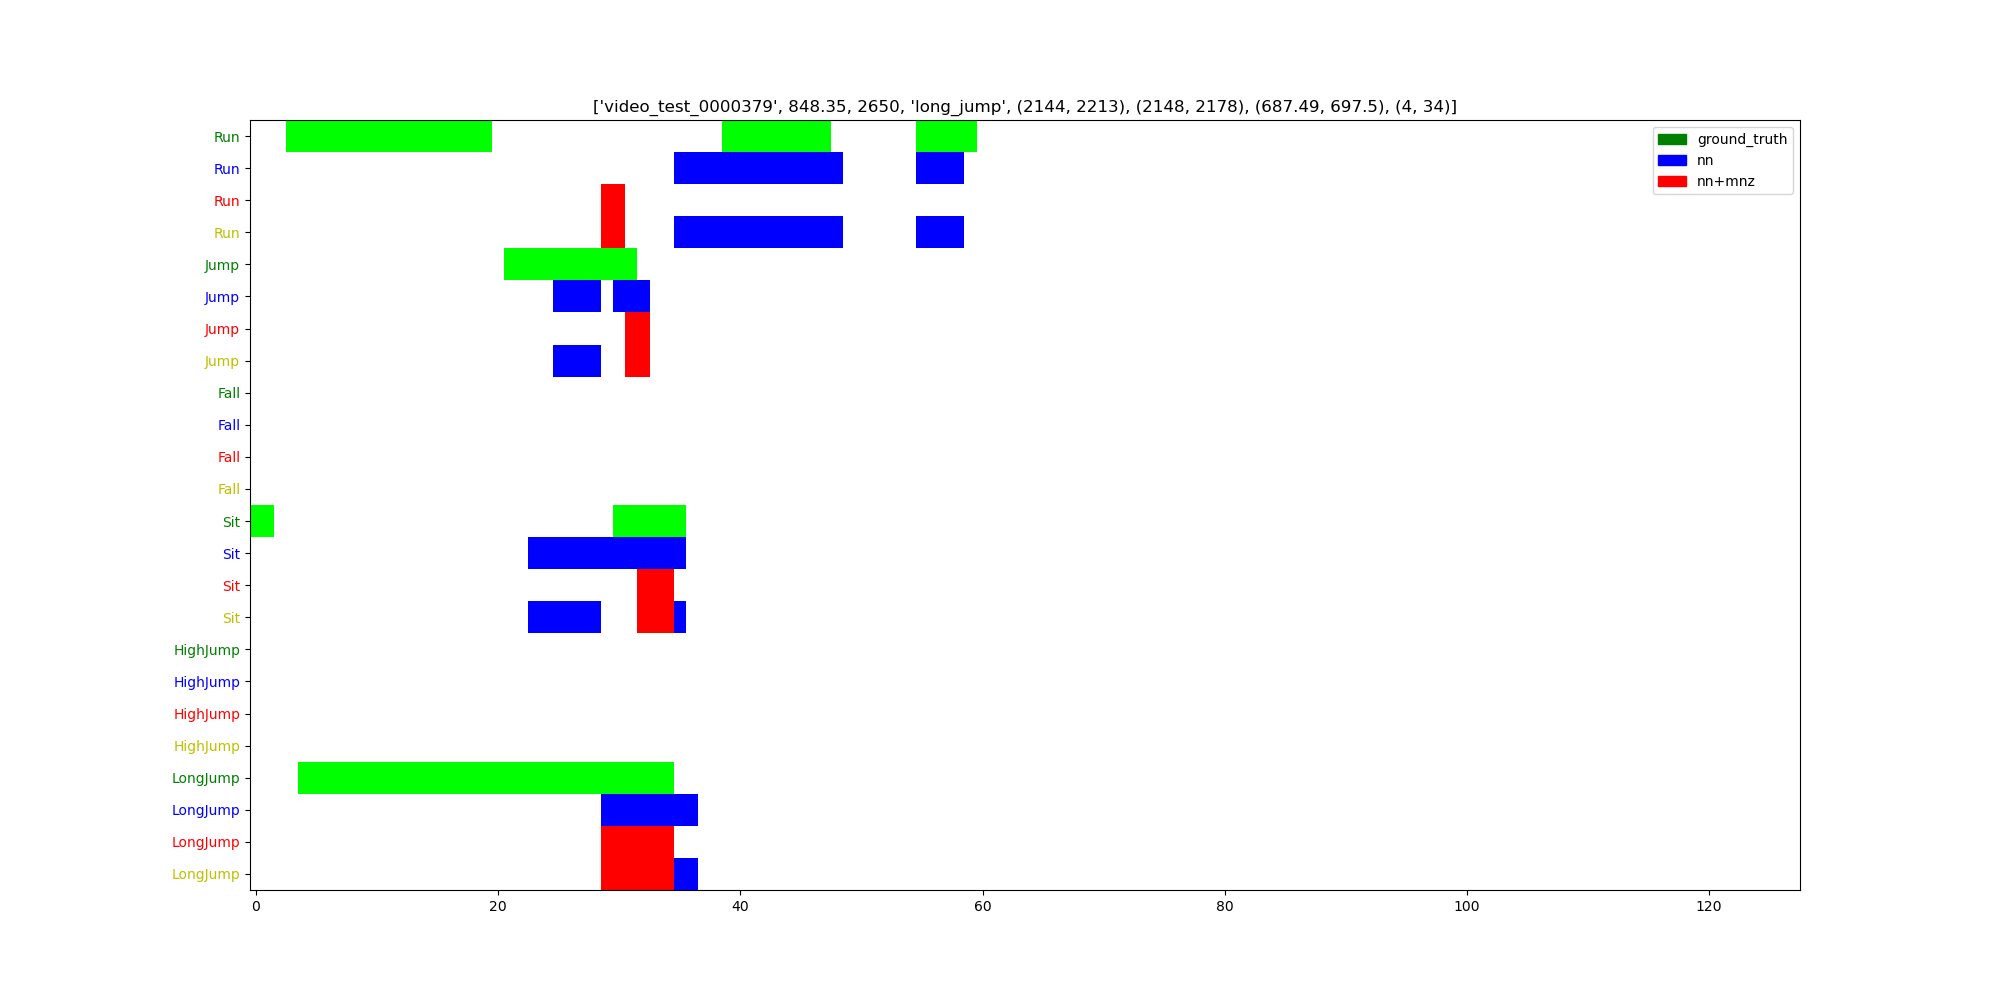 ['video_test_0000379', 848.35, 2650, 'long_jump', (2144, 2213), (2148, 2178), (687.49, 697.5), (4, 34)]
ground_truth
nn
nn+mnz
Run
Run
Run
Run
Jump
Jump
Jump
Jump
Fall
Fall
Fall
Fall
Sit
Sit
Sit
Sit
HighJump
HighJump
HighJump
HighJump
LongJump
LongJump
LongJump
LongJump
0 20 40 60 80 100 120